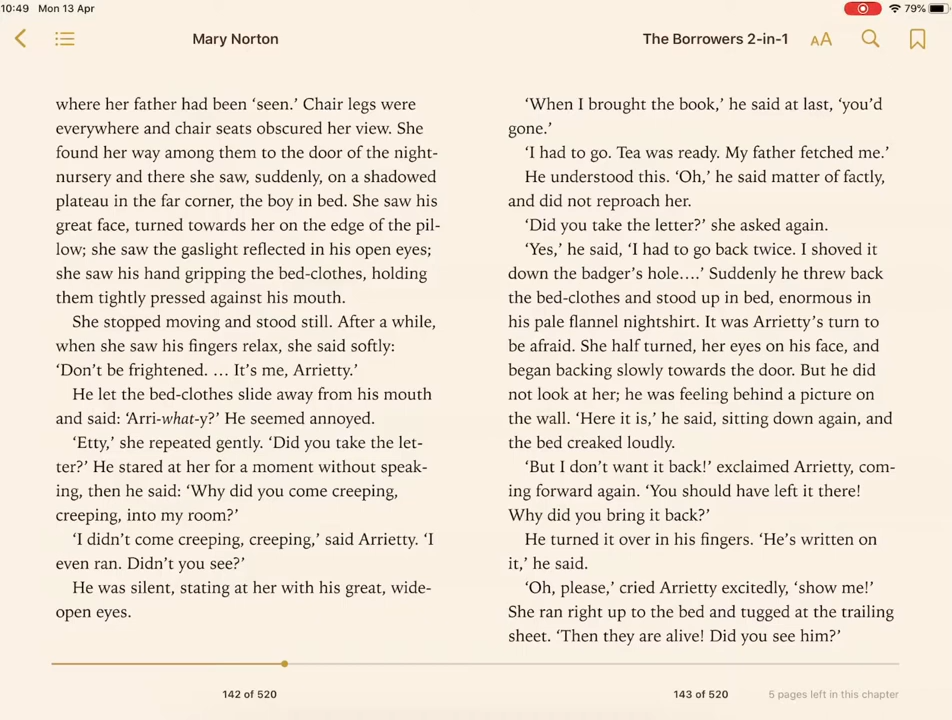 10:49 Mon 13 Apr
79%
Mary Norton
The Borrowers 2-in-1
AA
where her father had been ‘seen.’ Chair legs were
everywhere and chair seats obscured her view. She
found her way among them to the door of the night-
nursery and there she saw, suddenly, on a shadowed
plateau in the far corner, the boy in bed. She saw his
great face, turned towards her on the edge of the pil-
low; she saw the gaslight reflected in his open eyes;
she saw his hand gripping the bed-clothes, holding
them tightly pressed against his mouth.
She stopped moving and stood still. After a while,
when she saw his fingers relax, she said softly:
‘Don’t be frightened. … It’s me, Arrietty.’
He let the bed-clothes slide away from his mouth
and said: ‘Arri-what-y?’ He seemed annoyed.
‘Etty,’ she repeated gently. ‘Did you take the let-
ter?’ He stared at her for a moment without speak-
ing, then he said: ‘Why did you come creeping,
creeping, into my room?’
‘I didn’t come creeping, creeping,’ said Arrietty. ‘I
even ran. Didn’t you see?’
He was silent, stating at her with his great, wide-
open eyes.
‘When I brought the book,’ he said at last, ‘you’d
gone.’
‘I had to go. Tea was ready. My father fetched me.’
He understood this. ‘Oh,’ he said matter of factly,
and did not reproach her.
‘Did you take the letter?’ she asked again.
‘Yes,’ he said, ‘I had to go back twice. I shoved it
down the badger’s hole….’ Suddenly he threw back
the bed-clothes and stood up in bed, enormous in
his pale flannel nightshirt. It was Arrietty’s turn to
be afraid. She half turned, her eyes on his face, and
began backing slowly towards the door. But he did
not look at her; he was feeling behind a picture on
the wall. ‘Here it is,’ he said, sitting down again, and
the bed creaked loudly.
‘But I don’t want it back!’ exclaimed Arrietty, com-
ing forward again. ‘You should have left it there!
Why did you bring it back?’
He turned it over in his fingers. ‘He’s written on
it,’ he said.
‘Oh, please,’ cried Arrietty excitedly, ‘show me!’
She ran right up to the bed and tugged at the trailing
sheet. ‘Then they are alive! Did you see him?’
142 of 520
143 of 520
5 pages left in this chapter